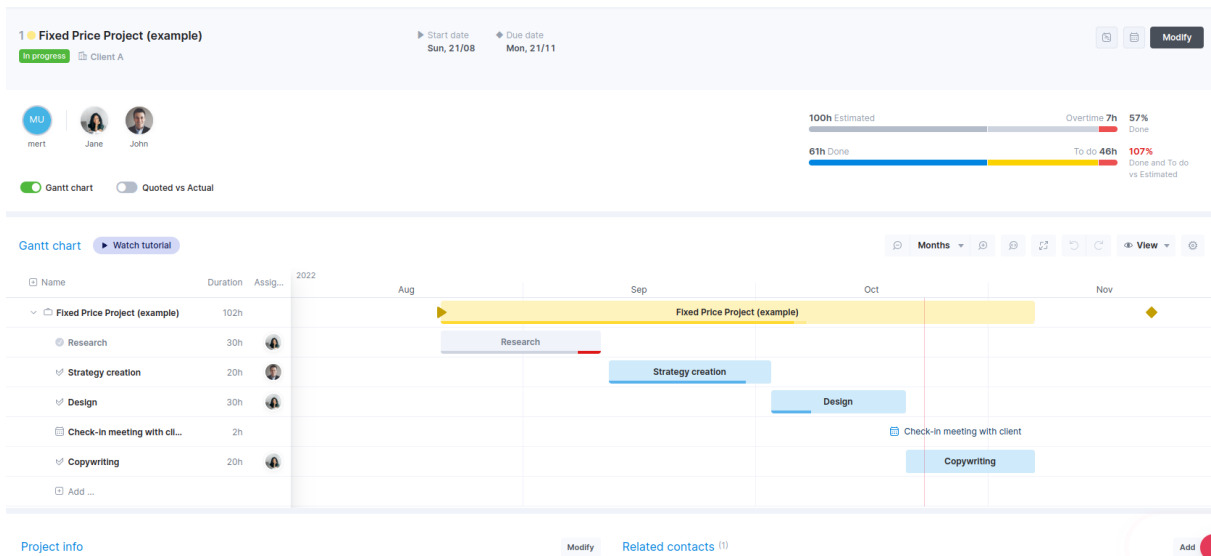 1 Fixed Price Project (example)
In progress Client A
Start date Due date
Sun, 21/08 Mon, 21/11
Modify
MU
mert Jane John
100h Estimated Overtime 7h 57%
Done
61h Done To do 46h 107%
Done and To do
vs Estimated
Gantt chart Quoted vs Actual
Gantt chart Watch tutorial Months View
Name Duration Assig... 2022
Aug Sep Oct Nov
Fixed Price Project (example) 102h Fixed Price Project (example)
Research 30h Research
Strategy creation 20h Strategy creation
Design 30h Design
Check-in meeting with cli... 2h Check-in meeting with client
Copywriting 20h Copywriting
Add ...
Project info Modify Related contacts (1) Add